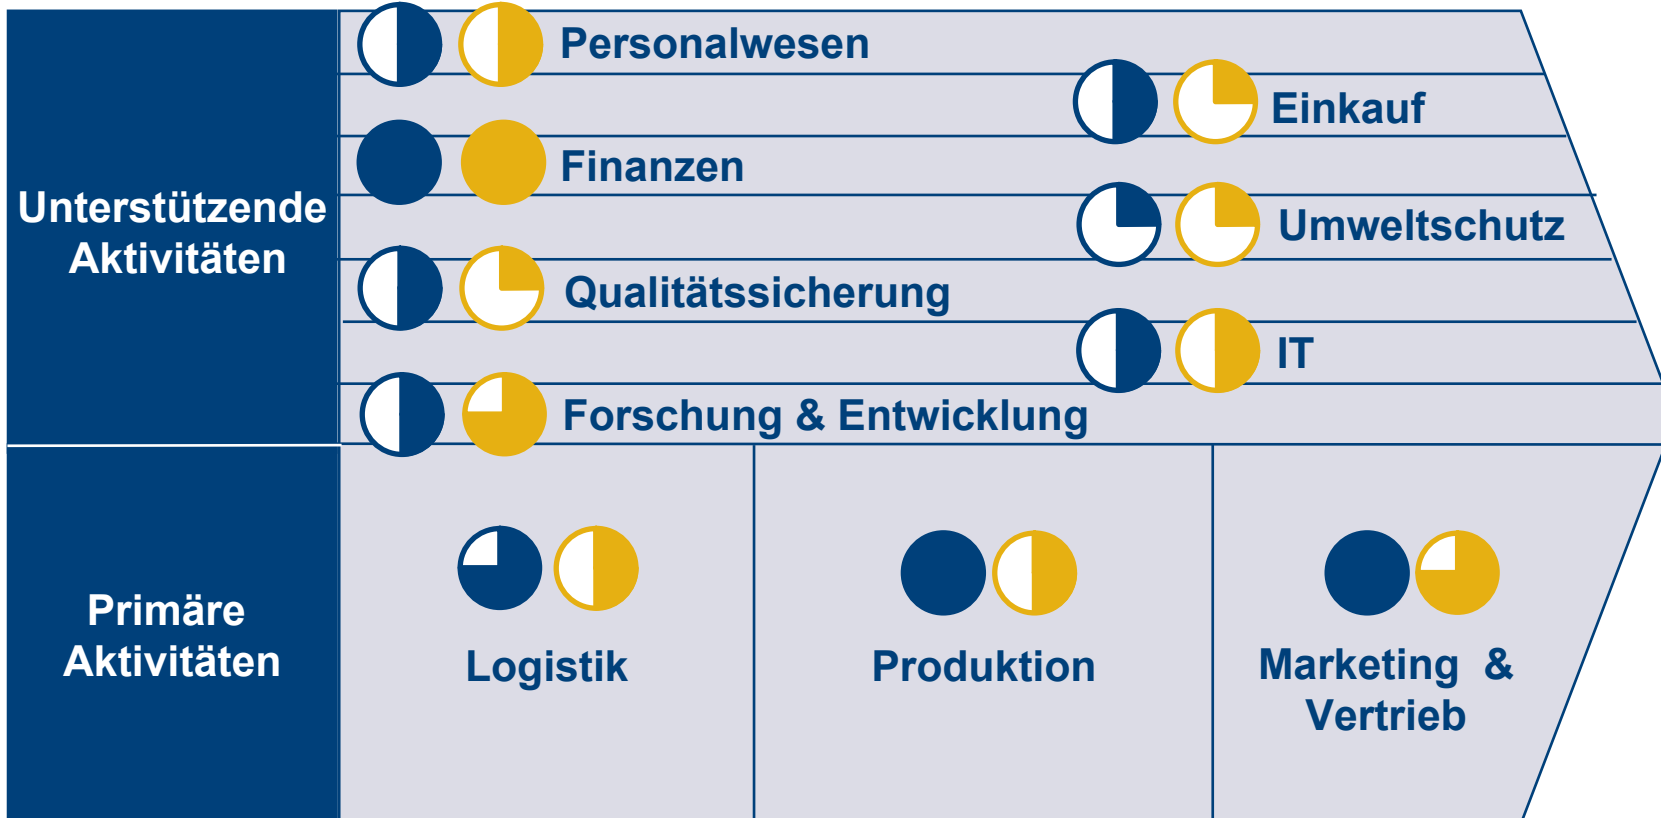 Unterstützende
Aktivitäten
Personalwesen
Einkauf
Finanzen
Umweltschutz
Qualitätssicherung
IT
Forschung & Entwicklung
Primäre
Aktivitäten
Logistik
Produktion
Marketing &
Vertrieb